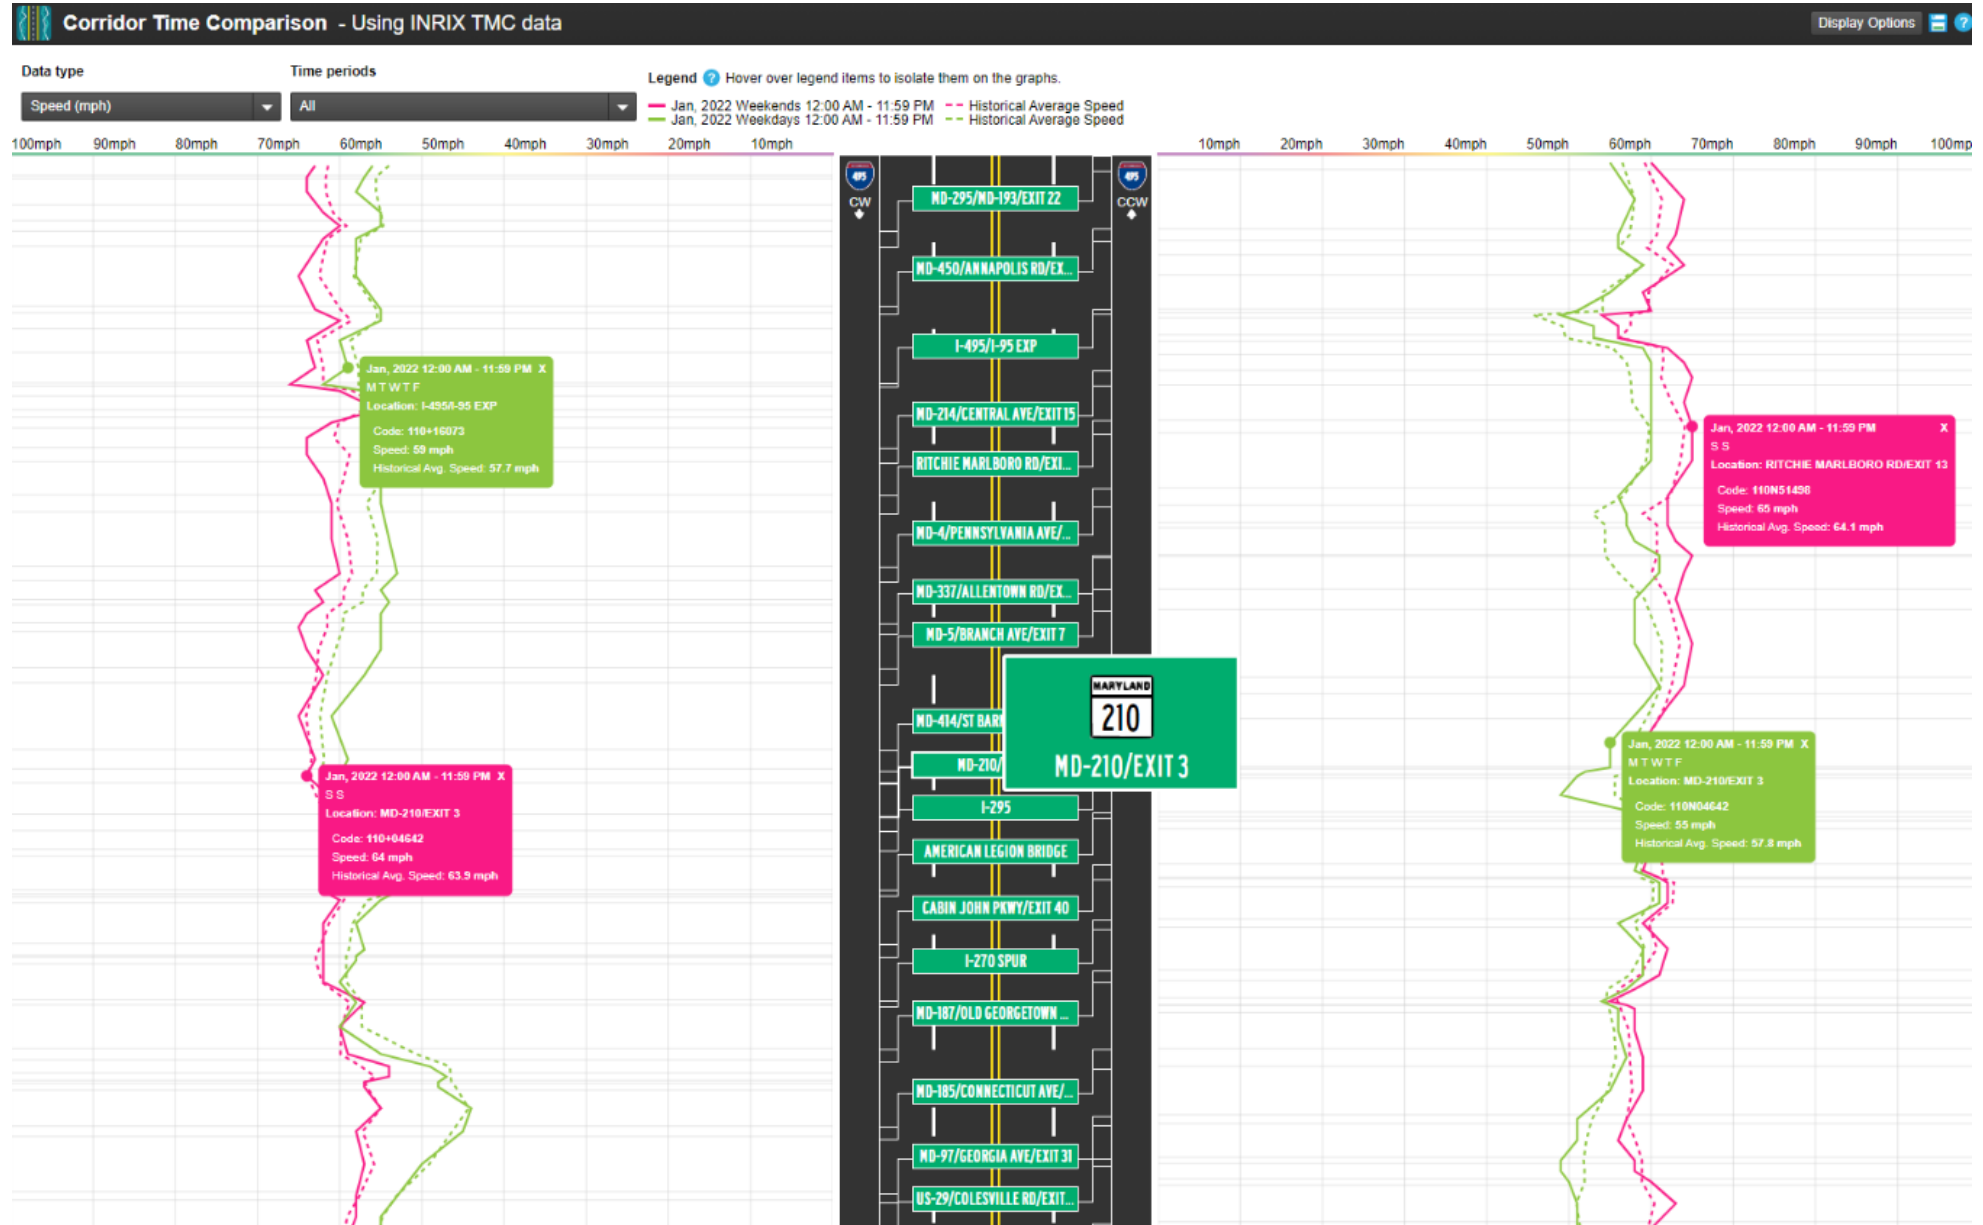 Corridor Time Comparison - Using INRIX TMC data
Display Options
?
Data type
Time periods
Speed (mph)
All
Legend ? Hover over legend items to isolate them on the graphs.
Jan, 2022 Weekends 12:00 AM - 11:59 PM -- Historical Average Speed
Jan, 2022 Weekdays 12:00 AM - 11:59 PM -- Historical Average Speed
100mph 90mph 80mph 70mph 60mph 50mph 40mph 30mph 20mph 10mph
10mph 20mph 30mph 40mph 50mph 60mph 70mph 80mph 90mph 100mp
495
CW
495
CCW
MD-295/MD-193/EXIT 22
MD-450/ANNAPOLIS RD/EX...
I-495/I-95 EXP
MD-214/CENTRAL AVE/EXIT 15
RITCHIE MARLBORO RD/EXI...
MD-4/PENNSYLVANIA AVE/...
MD-337/ALLENTOWN RD/EX...
MD-5/BRANCH AVE/EXIT 7
MD-414/ST BAR
MD-210/
MARYLAND
210
MD-210/EXIT 3
I-295
AMERICAN LEGION BRIDGE
CABIN JOHN PKWY/EXIT 40
I-270 SPUR
MD-187/OLD GEORGETOWN ...
MD-185/CONNECTICUT AVE/...
MD-97/GEORGIA AVE/EXIT 31
US-29/COLESVILLE RD/EXIT...
Jan, 2022 12:00 AM - 11:59 PM X
M T W T F
Location: I-495/I-95 EXP
Code: 110+16073
Speed: 59 mph
Historical Avg. Speed: 57.7 mph
Jan, 2022 12:00 AM - 11:59 PM X
S S
Location: MD-210/EXIT 3
Code: 110+04642
Speed: 64 mph
Historical Avg. Speed: 63.9 mph
Jan, 2022 12:00 AM - 11:59 PM X
S S
Location: RITCHIE MARLBORO RD/EXIT 13
Code: 110N51498
Speed: 65 mph
Historical Avg. Speed: 64.1 mph
Jan, 2022 12:00 AM - 11:59 PM X
M T W T F
Location: MD-210/EXIT 3
Code: 110N04642
Speed: 55 mph
Historical Avg. Speed: 57.8 mph